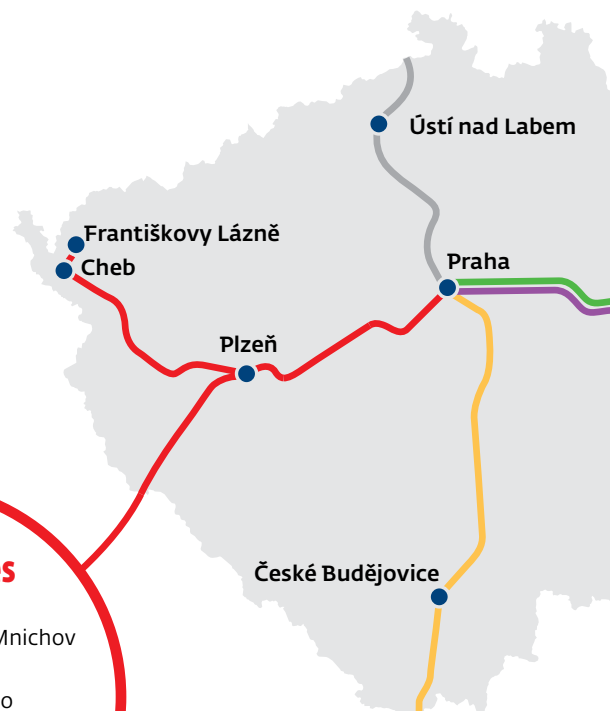 Ústí nad Labem
Františkovy Lázně
Cheb
Praha
Plzeň
České Budějovice
Mnichov